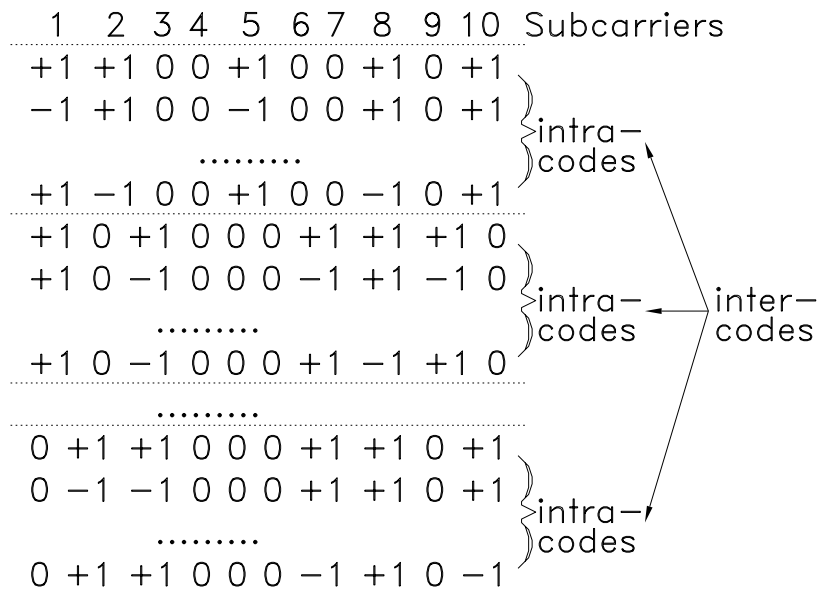 1 2 3 4 5 6 7 8 9 10 Subcarriers
+1 +1 0 0 +1 0 0 +1 0 +1
−1 +1 0 0 −1 0 0 +1 0 +1
intra−
codes
.........
+1 −1 0 0 +1 0 0 −1 0 +1
+1 0 +1 0 0 0 +1 +1 +1 0
+1 0 −1 0 0 0 −1 +1 −1 0
intra−
codes
inter−
codes
.........
+1 0 −1 0 0 0 +1 −1 +1 0
.........
0 +1 +1 0 0 0 +1 +1 0 +1
0 −1 −1 0 0 0 +1 +1 0 +1
intra−
codes
.........
0 +1 +1 0 0 0 −1 +1 0 −1